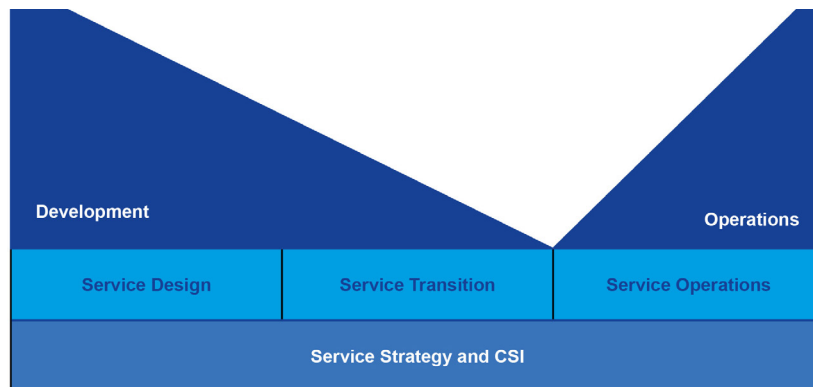 Development
Operations
Service Design
Service Transition
Service Operations
Service Strategy and CSI